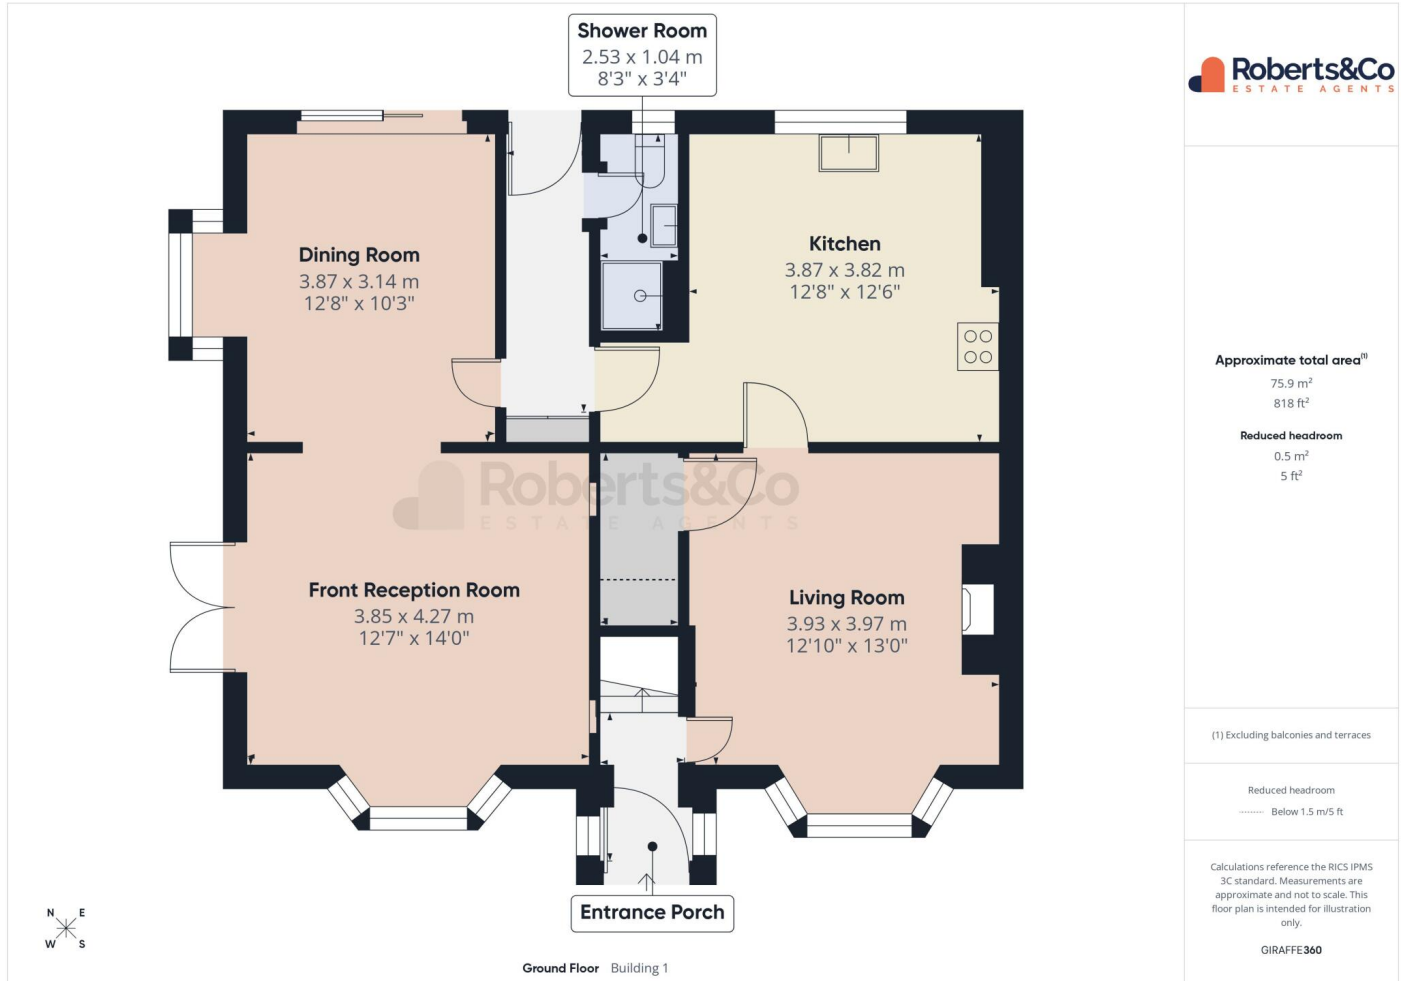 Shower Room
2.53 x 1.04 m
8'3" x 3'4"
Dining Room
3.87 x 3.14 m
12'8" x 10'3"
Kitchen
3.87 x 3.82 m
12'8" x 12'6"
Roberts&Co
ESTATE AGENTS
Front Reception Room
3.85 x 4.27 m
12'7" x 14'0"
Living Room
3.93 x 3.97 m
12'10" x 13'0"
Entrance Porch
N E
W S
Ground Floor Building 1
Roberts&Co
ESTATE AGENTS
Approximate total area(1)
75.9 m²
818 ft²
Reduced headroom
0.5 m²
5 ft²
(1) Excluding balconies and terraces
Reduced headroom
Below 1.5 m/5 ft
Calculations reference the RICS IPMS
3C standard. Measurements are
approximate and not to scale. This
floor plan is intended for illustration
only.
GIRAFFE360